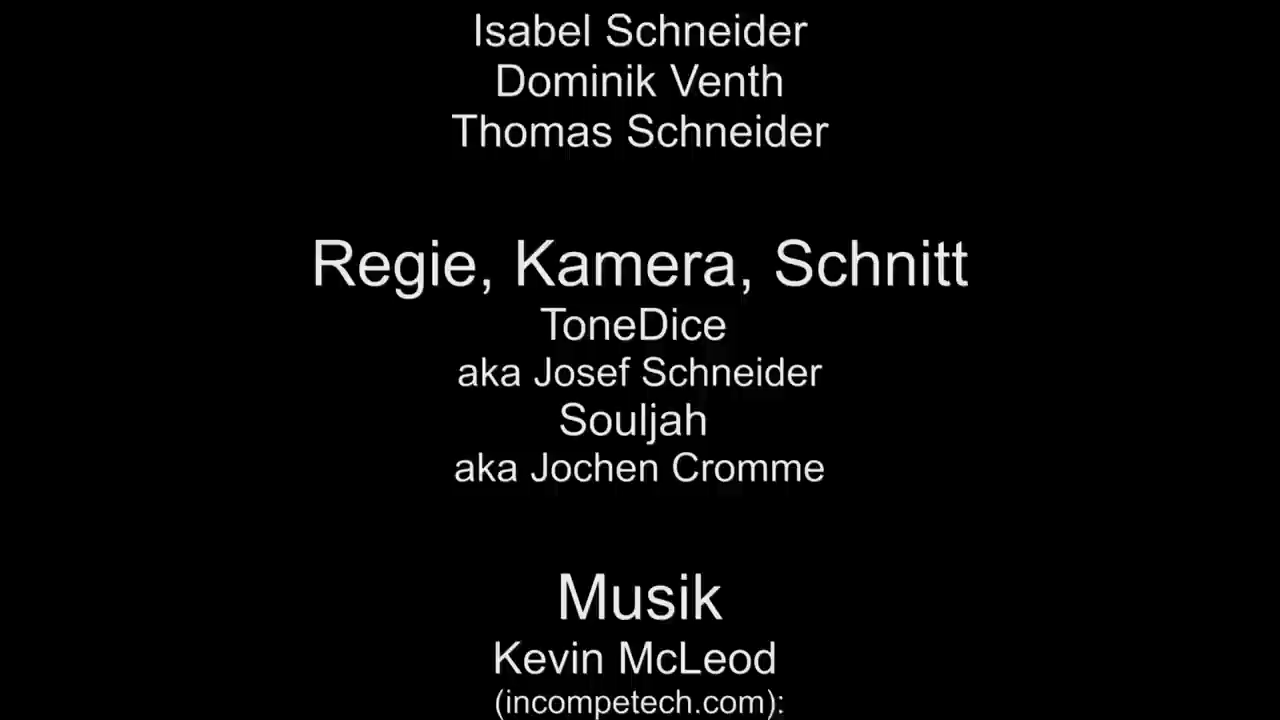 Isabel Schneider
Dominik Venth
Thomas Schneider
Regie, Kamera, Schnitt
ToneDice
aka Josef Schneider
Souljah
aka Jochen Cromme
Musik
Kevin McLeod
(incompetech.com):